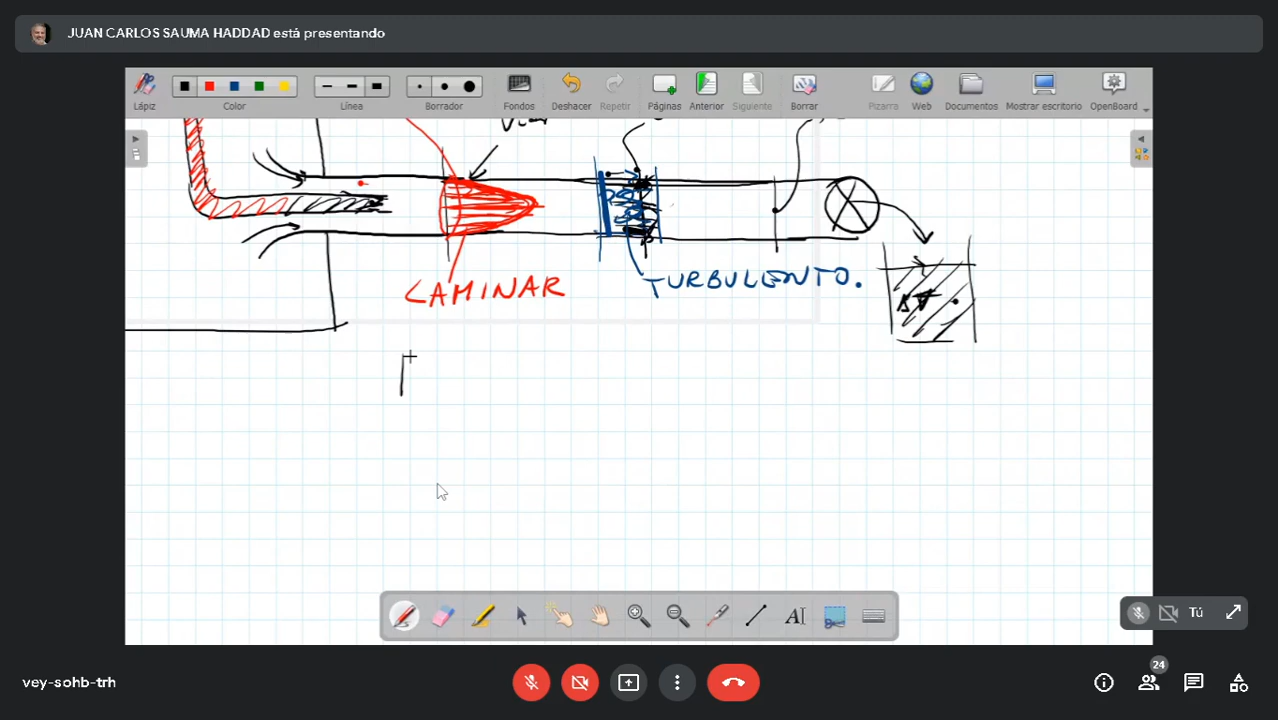 JUAN CARLOS SAUMA HADDAD está presentando
Lápiz Color Línea Borrador Fondos Deshacer Repetir Páginas Anterior Siguiente Borrar Pizarra Web Documentos Mostrar escritorio OpenBoard
LAMINAR
TURBULENTO.
Tú
vey-sohb-trh
24